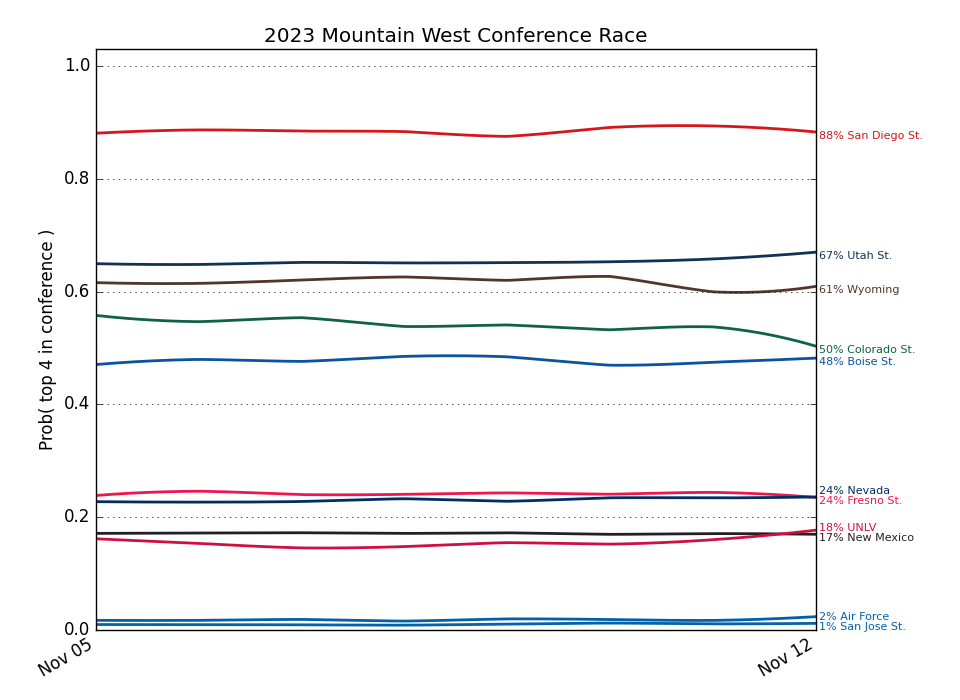 2023 Mountain West Conference Race
Prob( top 4 in conference )
1.0
0.8
0.6
0.4
0.2
0.0
Nov 05
Nov 12
88% San Diego St.
67% Utah St.
61% Wyoming
50% Colorado St.
48% Boise St.
24% Nevada
24% Fresno St.
18% UNLV
17% New Mexico
2% Air Force
1% San Jose St.